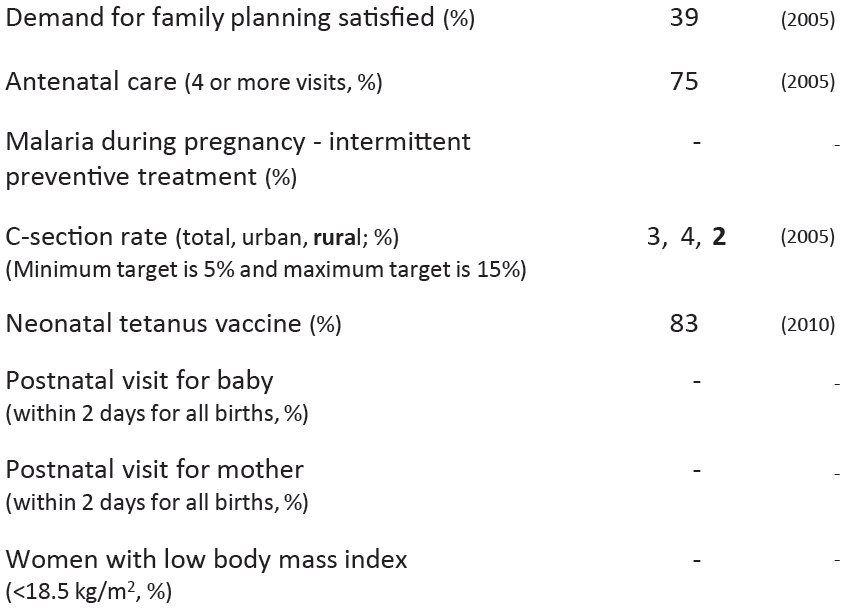 Demand for family planning satisfied (%) 39 (2005)
Antenatal care (4 or more visits, %) 75 (2005)
Malaria during pregnancy - intermittent - -
preventive treatment (%)
C-section rate (total, urban, rural; %) 3, 4, 2 (2005)
(Minimum target is 5% and maximum target is 15%)
Neonatal tetanus vaccine (%) 83 (2010)
Postnatal visit for baby - -
(within 2 days for all births, %)
Postnatal visit for mother - -
(within 2 days for all births, %)
Women with low body mass index - -
(<18.5 kg/m², %)